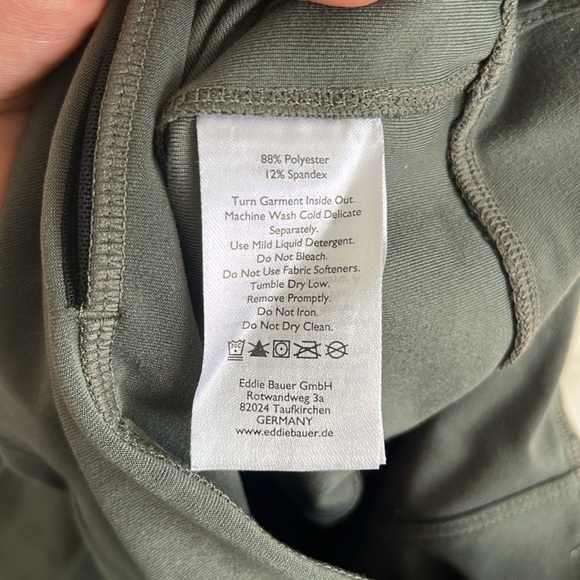 88% Polyester
12% Spandex
Turn Garment Inside Out.
Machine Wash Cold Delicate
Separately.
Use Mild Liquid Detergent.
Do Not Bleach.
Do Not Use Fabric Softeners.
Tumble Dry Low.
Remove Promptly.
Do Not Iron.
Do Not Dry Clean.
Eddie Bauer GmbH
Rotwandweg 3a
82024 Taufkirchen
GERMANY
www.eddiebauer.de